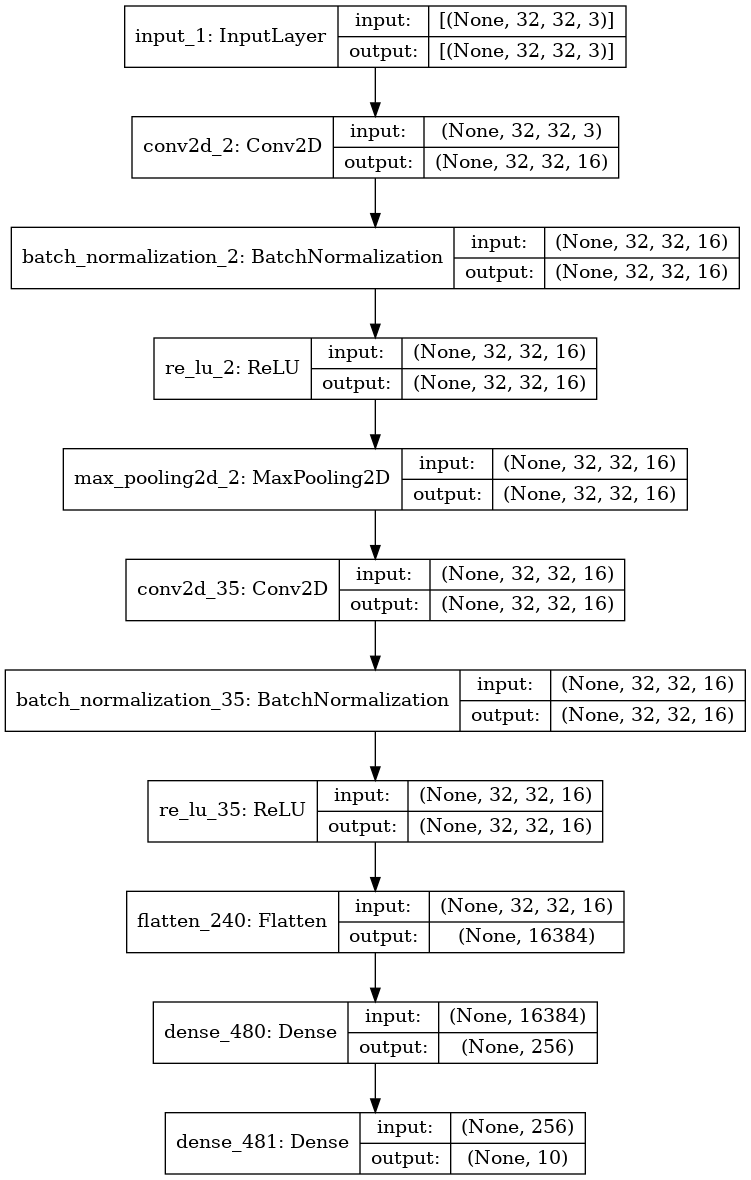 input_1: InputLayer
input: [(None, 32, 32, 3)]
output: [(None, 32, 32, 3)]
conv2d_2: Conv2D
input: (None, 32, 32, 3)
output: (None, 32, 32, 16)
batch_normalization_2: BatchNormalization
input: (None, 32, 32, 16)
output: (None, 32, 32, 16)
re_lu_2: ReLU
input: (None, 32, 32, 16)
output: (None, 32, 32, 16)
max_pooling2d_2: MaxPooling2D
input: (None, 32, 32, 16)
output: (None, 32, 32, 16)
conv2d_35: Conv2D
input: (None, 32, 32, 16)
output: (None, 32, 32, 16)
batch_normalization_35: BatchNormalization
input: (None, 32, 32, 16)
output: (None, 32, 32, 16)
re_lu_35: ReLU
input: (None, 32, 32, 16)
output: (None, 32, 32, 16)
flatten_240: Flatten
input: (None, 32, 32, 16)
output: (None, 16384)
dense_480: Dense
input: (None, 16384)
output: (None, 256)
dense_481: Dense
input: (None, 256)
output: (None, 10)